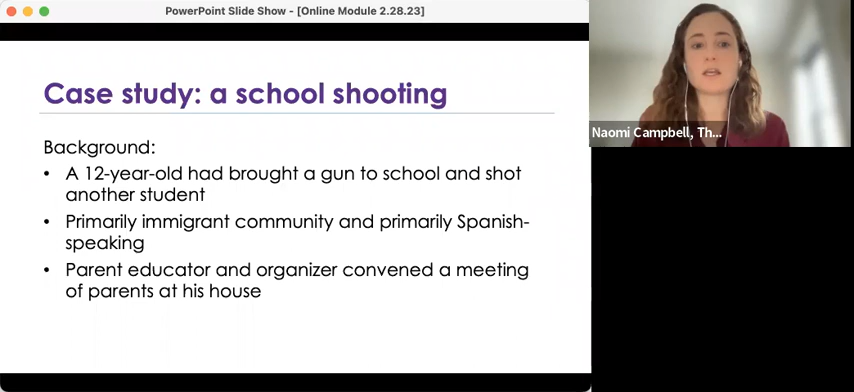 PowerPoint Slide Show - [Online Module 2.28.23]
Case study: a school shooting
Background:
• A 12-year-old had brought a gun to school and shot
another student
• Primarily immigrant community and primarily Spanish-
speaking
• Parent educator and organizer convened a meeting
of parents at his house
Naomi Campbell, Th...